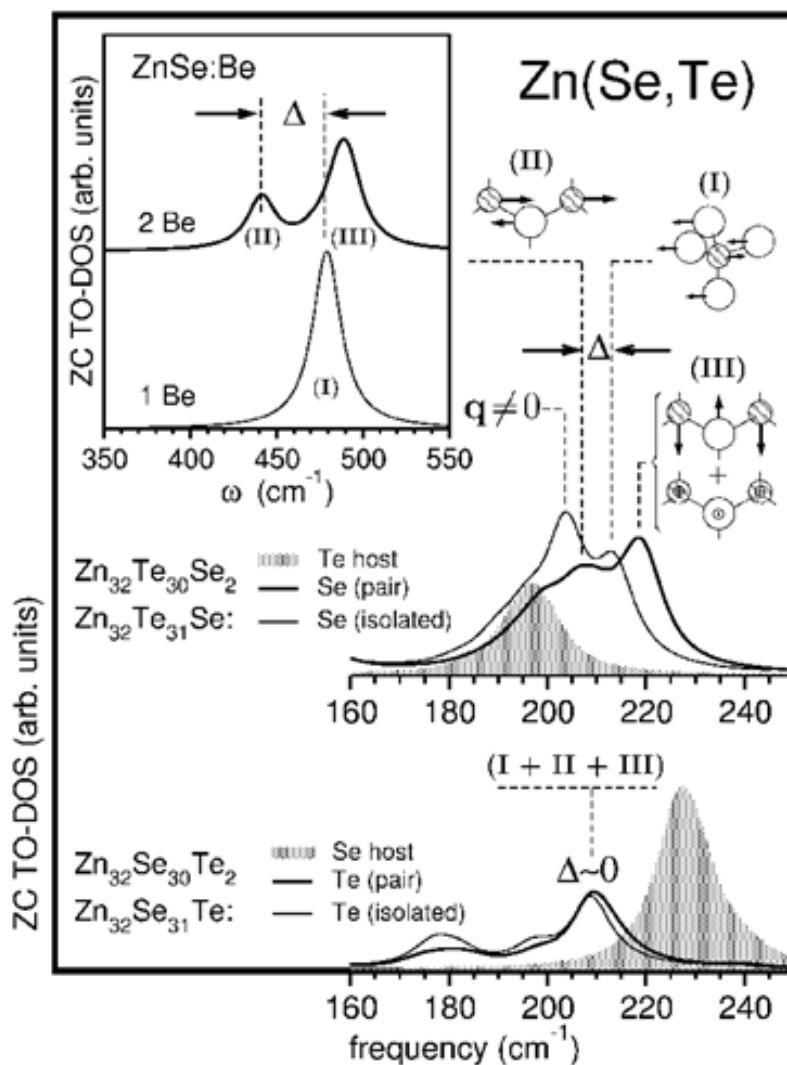 ZnSe:Be
Zn(Se,Te)
Δ
2 Be
(II)
(III)
1 Be
(I)
350 400 450 500 550
ω (cm⁻¹)
ZC TO-DOS (arb. units)
(II)
(I)
Δ
(III)
q ≠ 0
+
Zn₃₂Te₃₀Se₂
Zn₃₂Te₃₁Se:
Te host
Se (pair)
Se (isolated)
160 180 200 220 240
ZC TO-DOS (arb. units)
(I + II + III)
Δ~0
Zn₃₂Se₃₀Te₂
Zn₃₂Se₃₁Te:
Se host
Te (pair)
Te (isolated)
160 180 200 220 240
frequency (cm⁻¹)